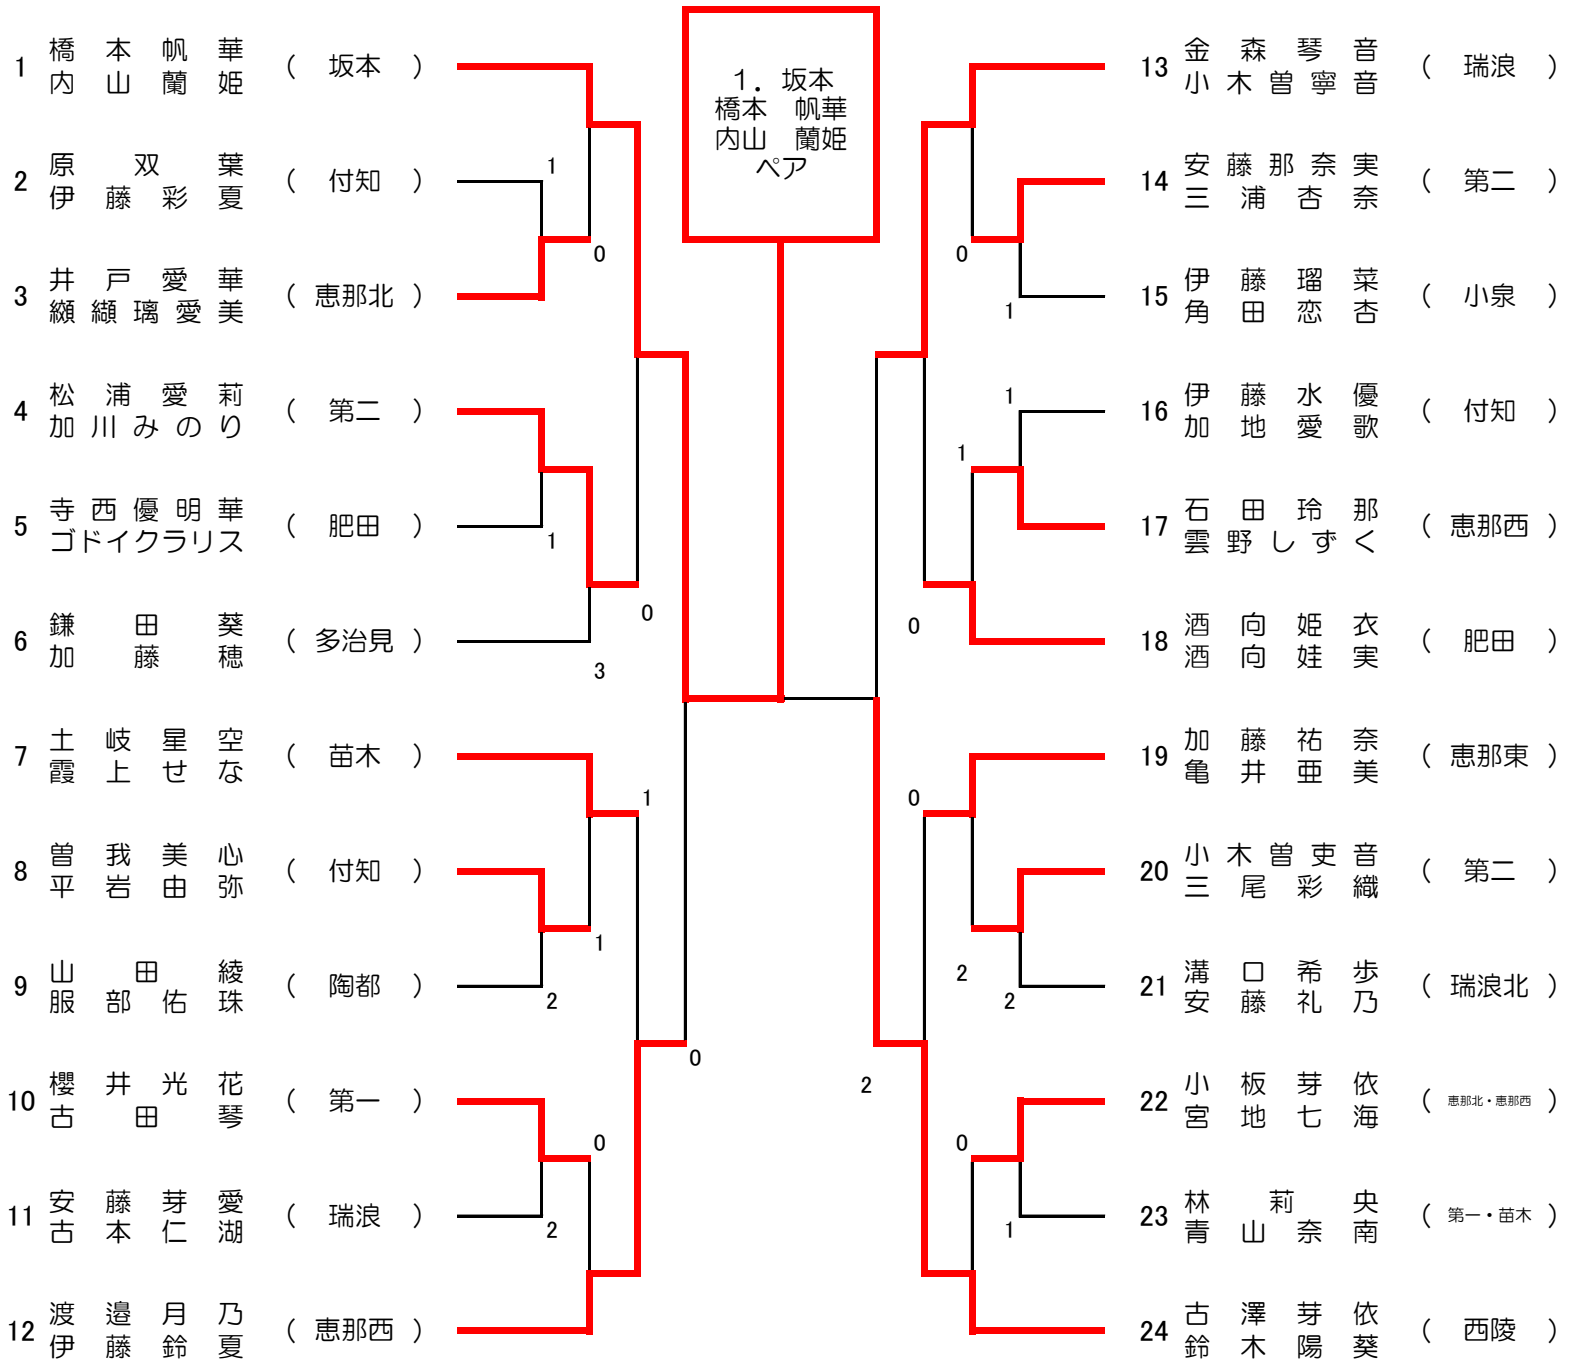 1．坂本
橋本　帆華
内山　蘭姫
ペア
1 橋本帆華 （ 坂本 ）
内山蘭姫
2 原双葉 （ 付知 ）
伊藤彩夏
3 井戸愛華 （ 恵那北 ）
纐纈璃愛美
4 松浦愛莉 （ 第二 ）
加川みのり
5 寺西優明華 （ 肥田 ）
ゴドイクラリス
6 鎌田葵 （ 多治見 ）
加藤穂
7 土岐星空 （ 苗木 ）
霞上せな
8 曽我美心 （ 付知 ）
平岩由弥
9 山田綾 （ 陶都 ）
服部佑珠
10 櫻井光花 （ 第一 ）
古田琴
11 安藤芽愛 （ 瑞浪 ）
古本仁湖
12 渡邉月乃 （ 恵那西 ）
伊藤鈴夏
1
0
1
0
3
1
1
2
0
0
2
13 金森琴音 （ 瑞浪 ）
小木曽寧音
14 安藤那奈実 （ 第二 ）
三浦杏奈
15 伊藤瑠菜 （ 小泉 ）
角田恋杏
16 伊藤水優 （ 付知 ）
加地愛歌
17 石田玲那 （ 恵那西 ）
雲野しずく
18 酒向姫衣 （ 肥田 ）
酒向娃実
19 加藤祐奈 （ 恵那東 ）
亀井亜美
20 小木曽吏音 （ 第二 ）
三尾彩織
21 溝口希歩 （ 瑞浪北 ）
安藤礼乃
22 小板芽依 （ 恵那北・恵那西 ）
宮地七海
23 林莉央 （ 第一・苗木 ）
青山奈南
24 古澤芽依 （ 西陵 ）
鈴木陽葵
0
1
1
1
0
0
2
2
2
0
1